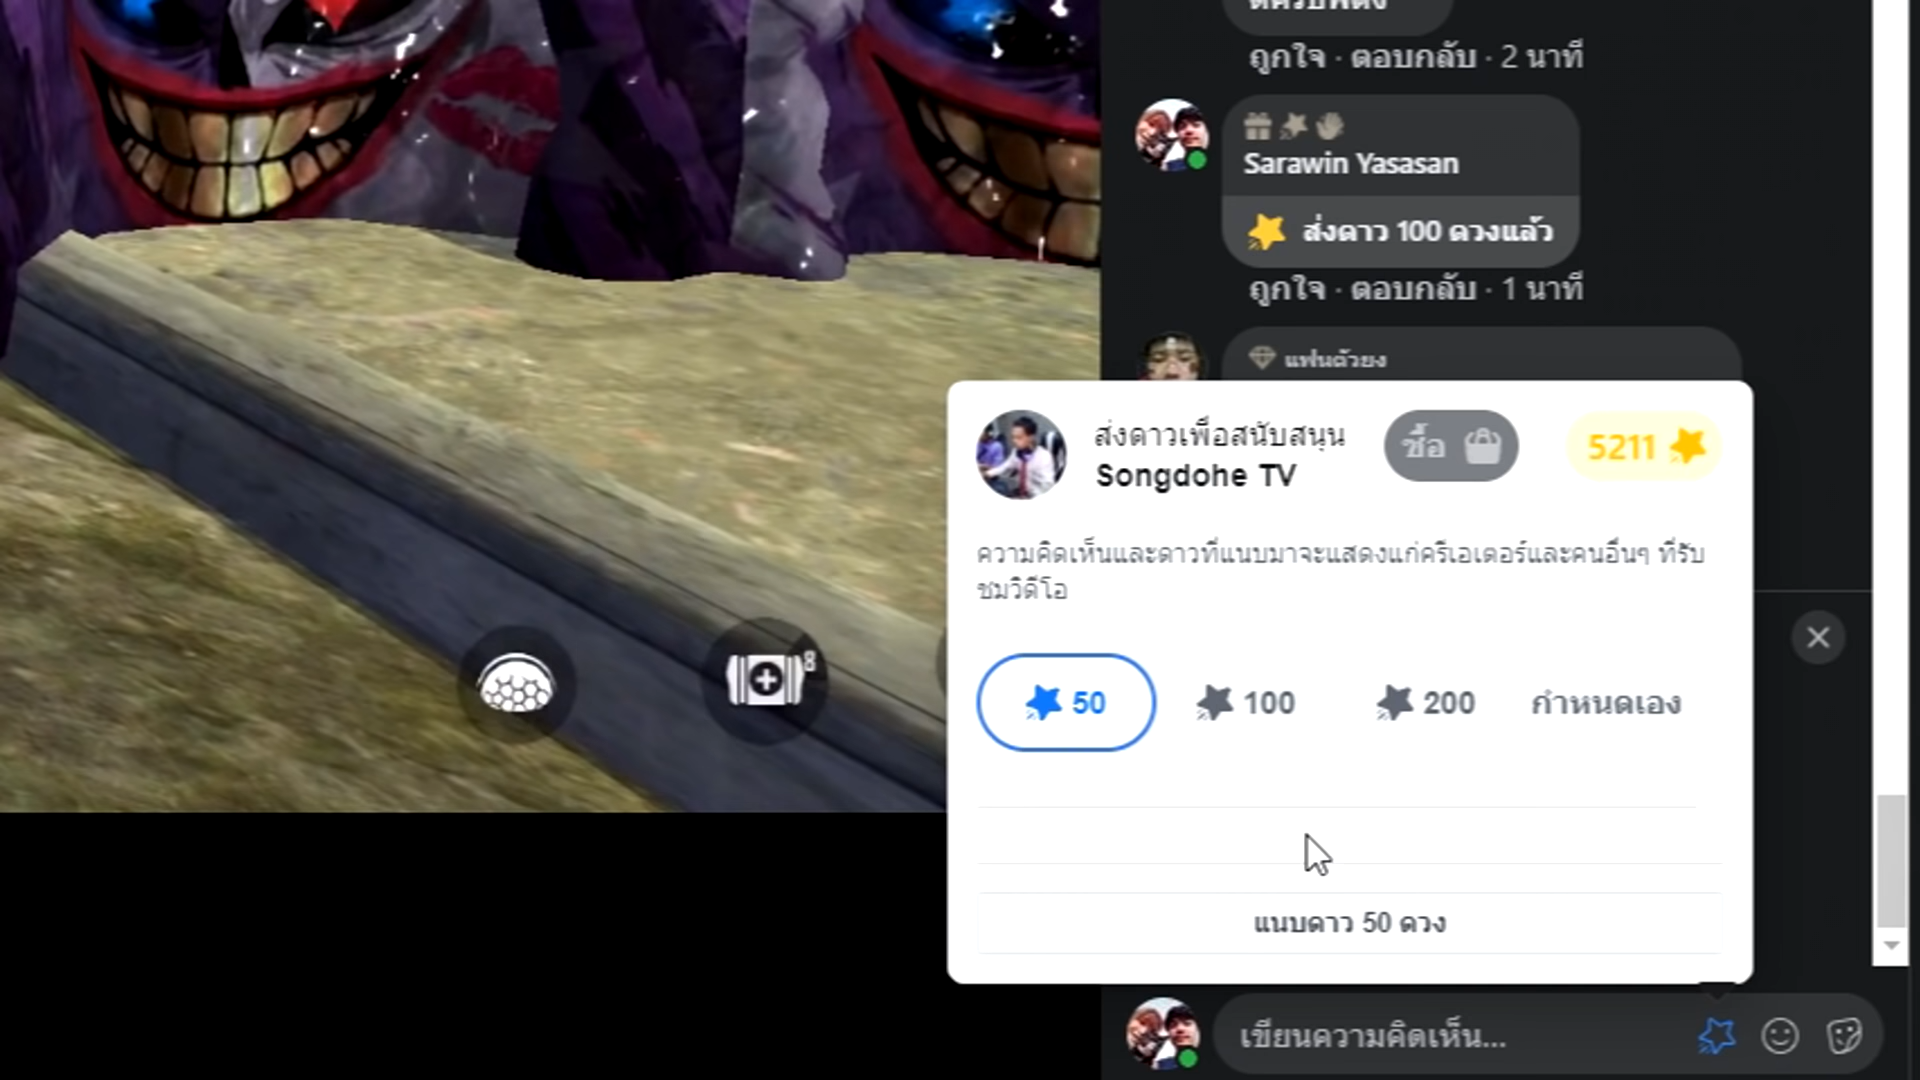 ถูกใจ · ตอบกลับ · 2 นาที
Sarawin Yasasan
ส่งดาว 100 ดวงแล้ว
ถูกใจ · ตอบกลับ · 1 นาที
แฟนตัวยง
ส่งดาวเพื่อสนับสนุน
Songdohe TV
ซื้อ
5211
ความคิดเห็นและดาวที่แนบมาจะแสดงแก่ครีเอเตอร์และคนอื่นๆ ที่รับ
ชมวิดีโอ
8
50
100
200
กำหนดเอง
แนบดาว 50 ดวง
เขียนความคิดเห็น...